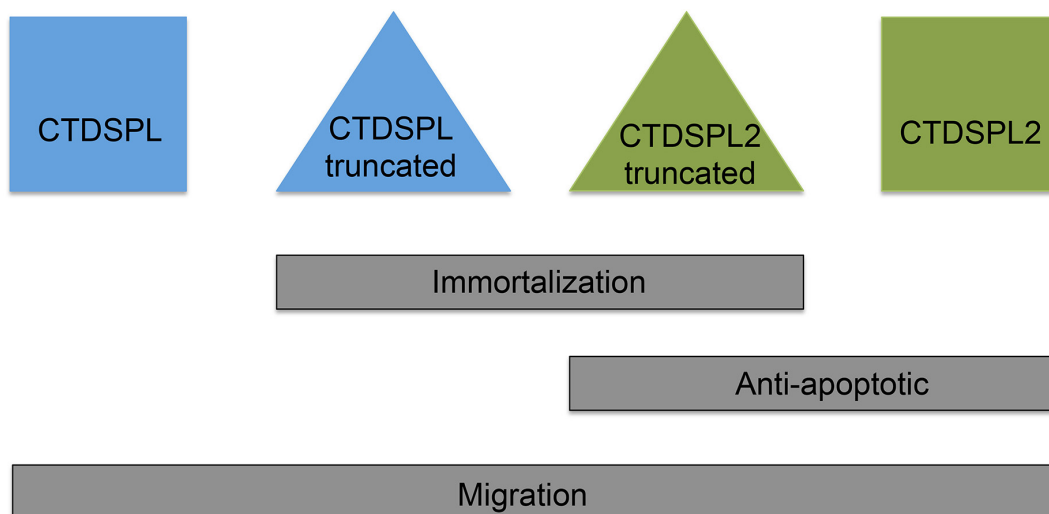 CTDSPL
CTDSPL
truncated
CTDSPL2
truncated
CTDSPL2
Immortalization
Anti-apoptotic
Migration